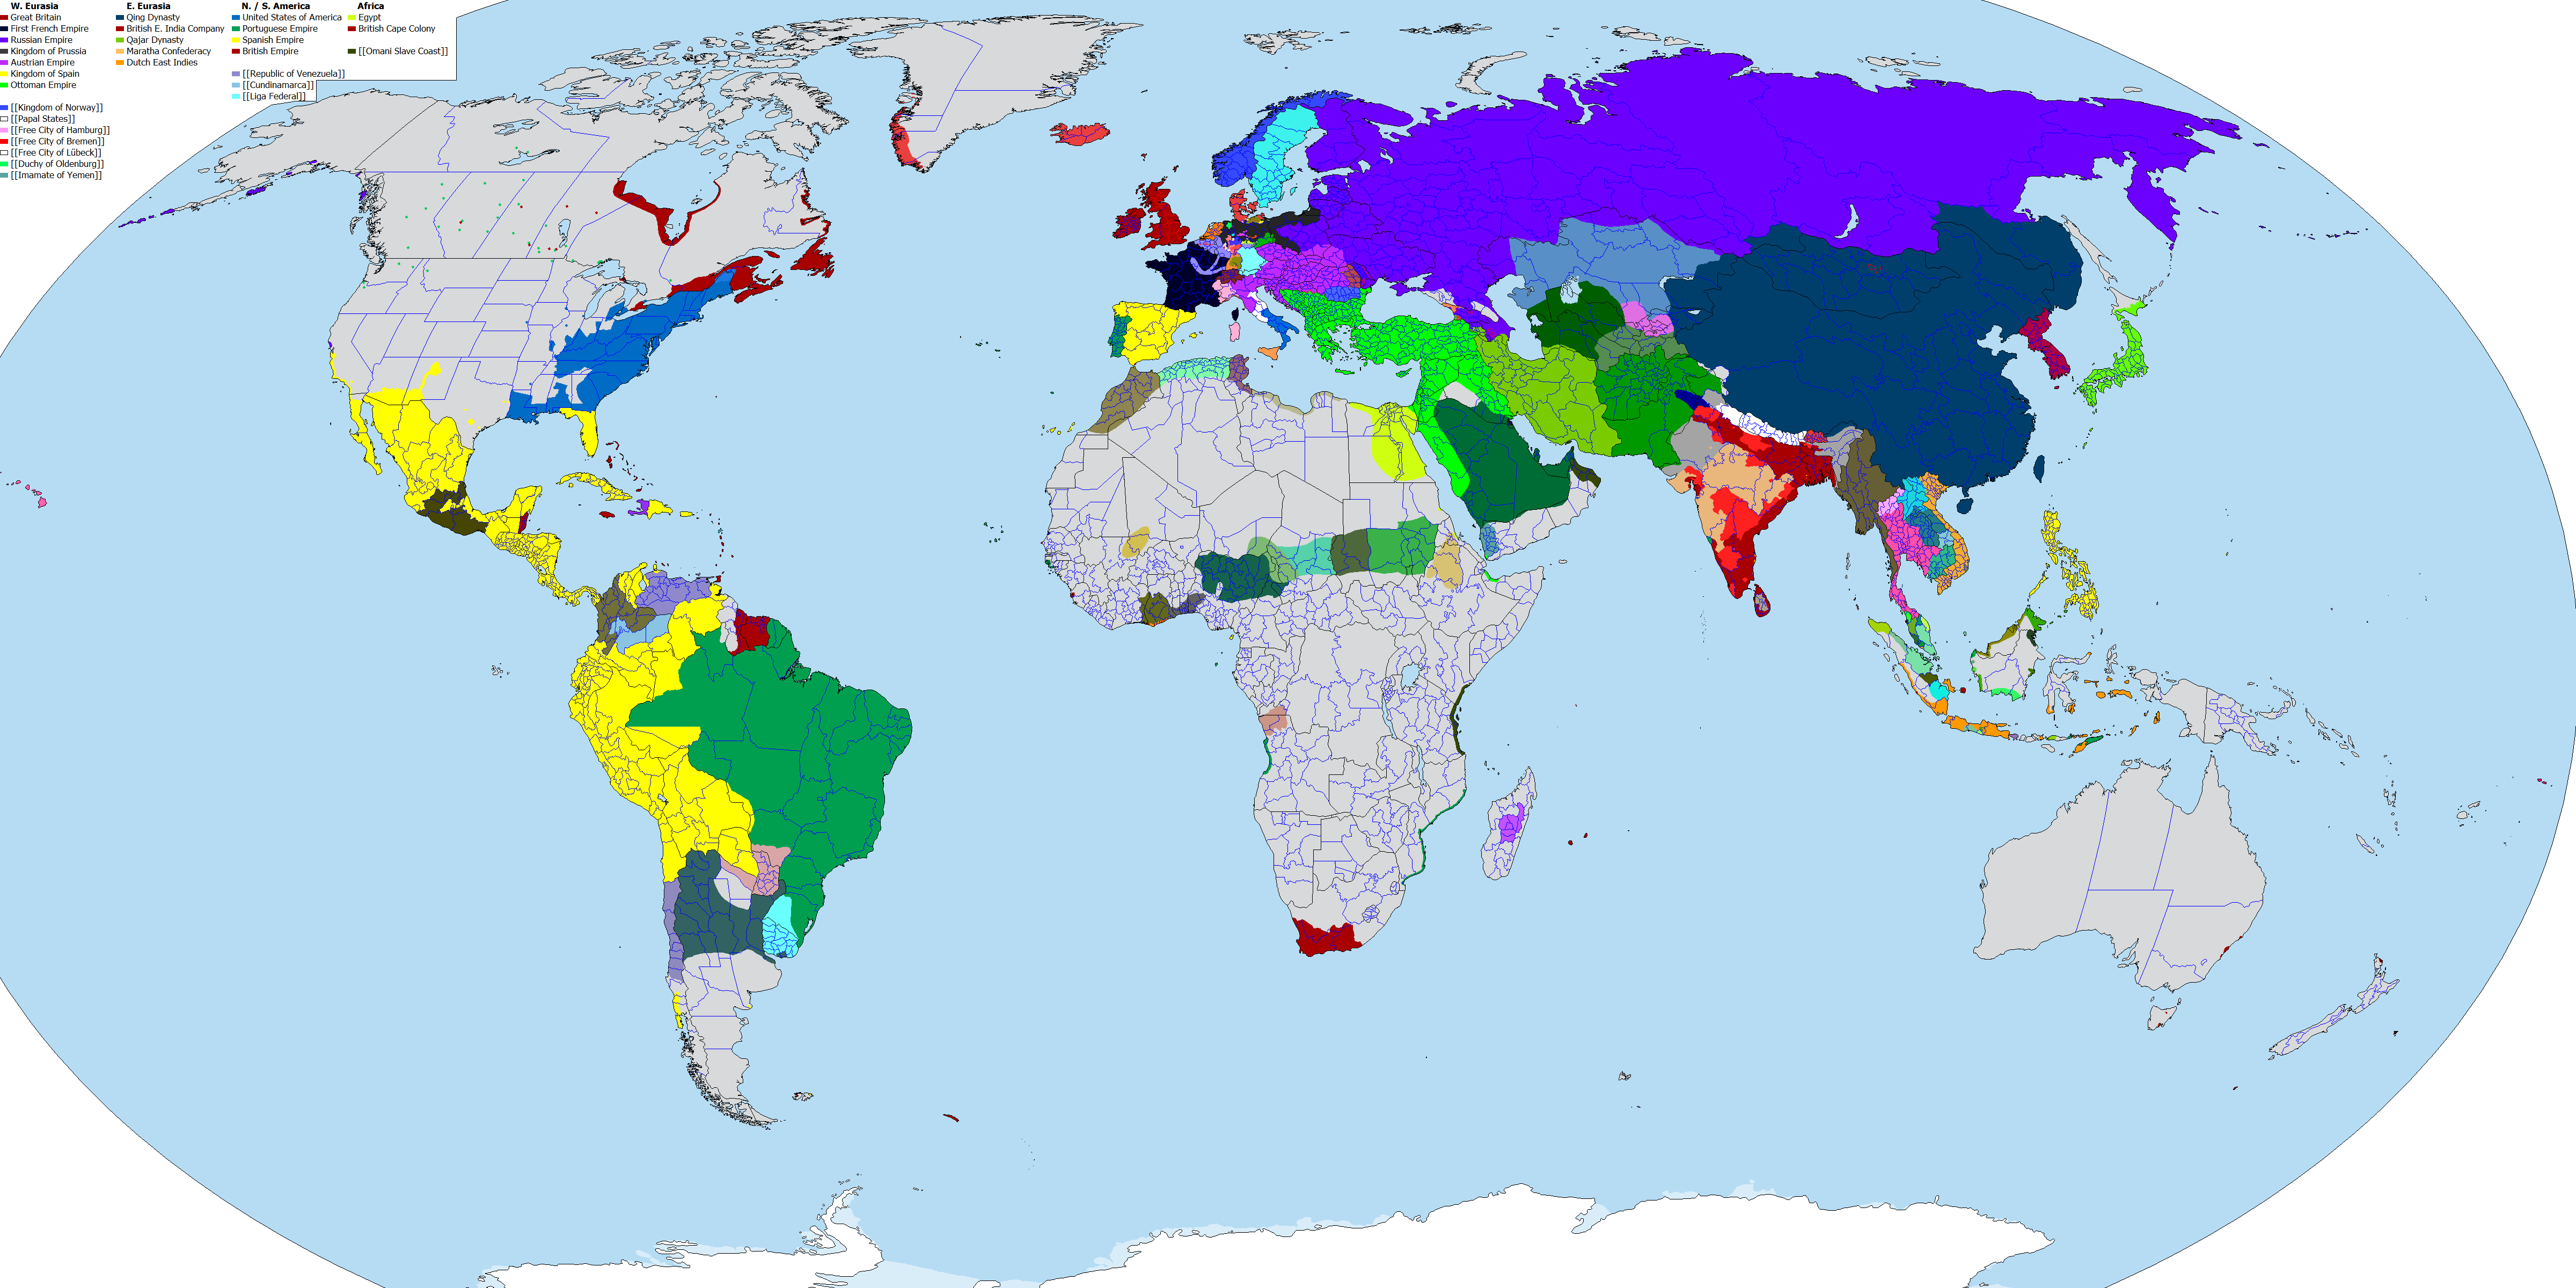 W. Eurasia
Great Britain
First French Empire
Russian Empire
Kingdom of Prussia
Austrian Empire
Kingdom of Spain
Ottoman Empire
[[Kingdom of Norway]]
[[Papal States]]
[[Free City of Hamburg]]
[[Free City of Bremen]]
[[Free City of Lübeck]]
[[Duchy of Oldenburg]]
[[Imamate of Yemen]]
E. Eurasia
Qing Dynasty
British E. India Company
Qajar Dynasty
Maratha Confederacy
Dutch East Indies
N. / S. America
United States of America
Portuguese Empire
Spanish Empire
British Empire
[[Republic of Venezuela]]
[[Cundinamarca]]
[[Liga Federal]]
Africa
Egypt
British Cape Colony
[[Omani Slave Coast]]